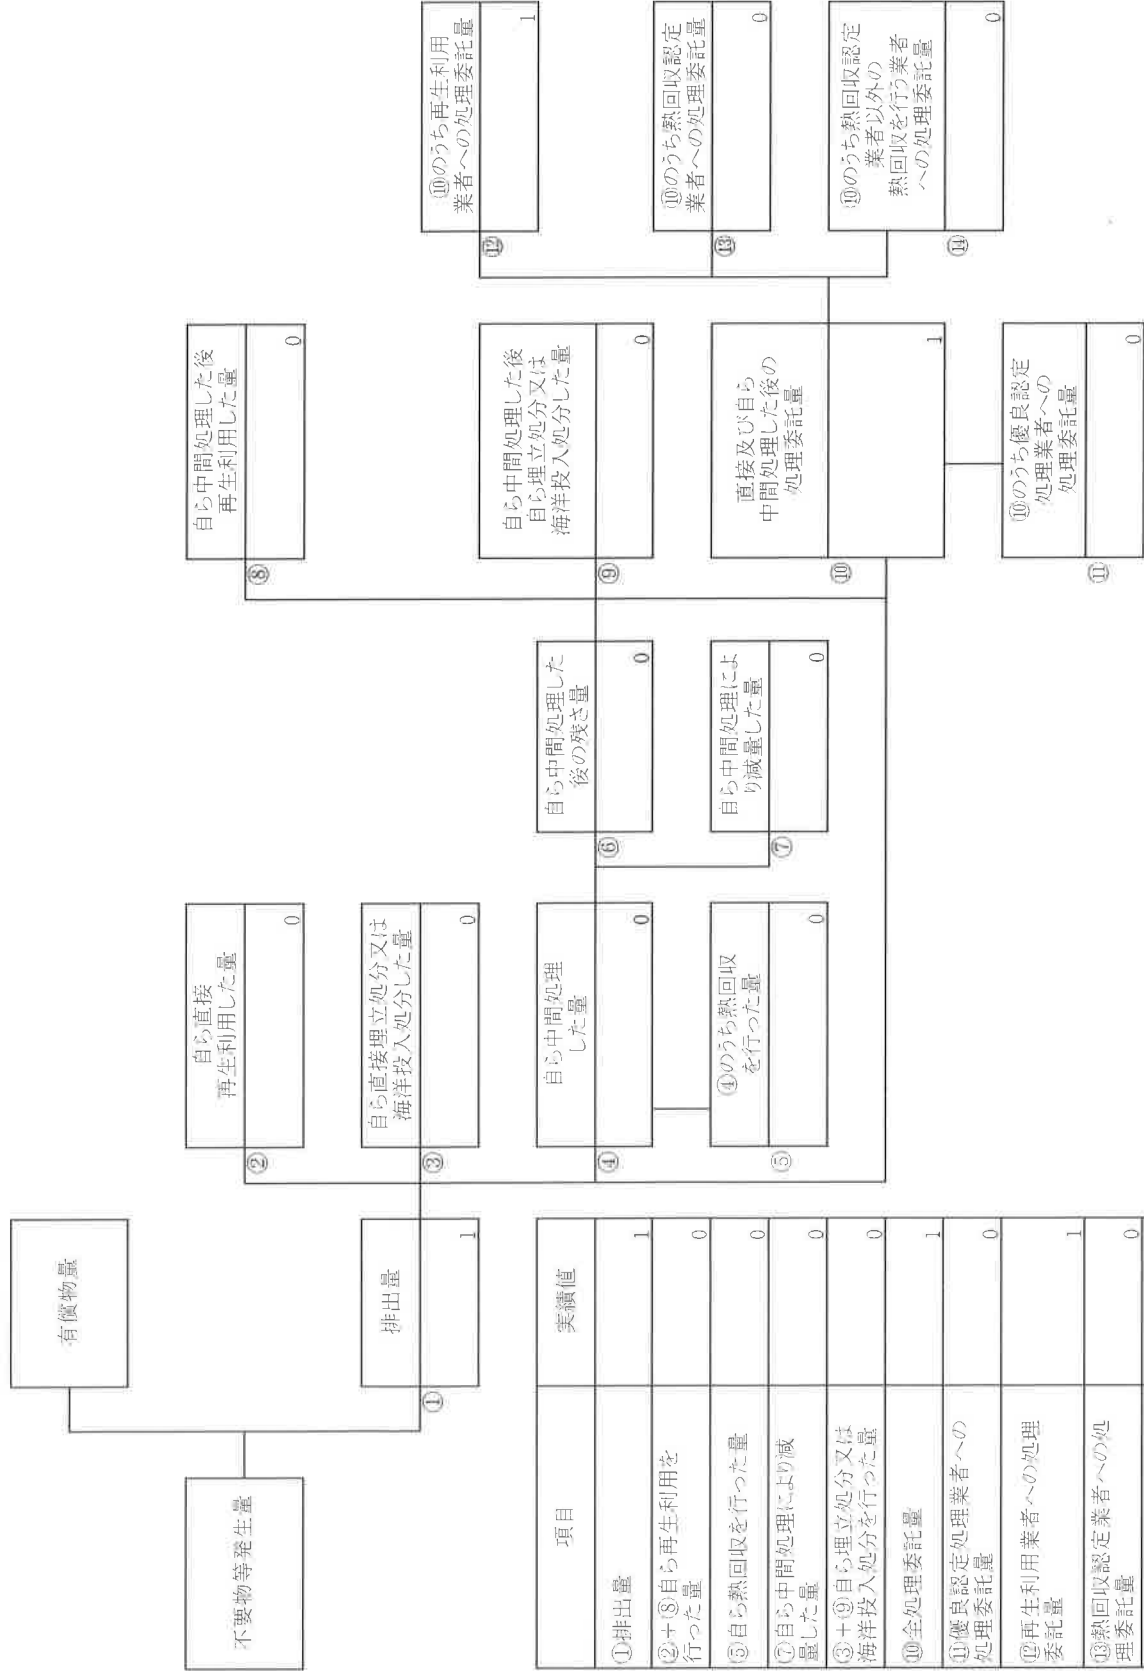 不要物等発生量
有償物量
排出量
①
1
自ら直接
再生利用した量
②
0
自ら直接埋立処分又は
海洋投入処分した量
③
0
自ら中間処理
した量
④
0
④のうち熱回収
を行った量
⑤
0
自ら中間処理した
後の残さ量
⑥
0
自ら中間処理によ
り減量した量
⑦
0
自ら中間処理した後
再生利用した量
⑧
0
自ら中間処理した後
自ら埋立処分又は
海洋投入処分した量
⑨
0
直接及び自ら
中間処理した後の
処理委託量
⑩
1
⑩のうち優良認定
処理業者への
処理委託量
⑪
0
⑩のうち再生利用
業者への処理委託量
⑫
1
⑩のうち熱回収認定
業者への処理委託量
⑬
0
⑩のうち熱回収認定
業者以外の
熱回収を行う業者
への処理委託量
⑭
0
項目 実績値
①排出量 1
②+⑧自ら再生利用を
行った量 0
⑤自ら熱回収を行った量 0
⑦自ら中間処理により減
量した量 0
③+⑨自ら埋立処分又は
海洋投入処分を行った量 0
⑩全処理委託量 1
⑪優良認定処理業者への
処理委託量 0
⑫再生利用業者への処理
委託量 1
⑬熱回収認定業者への処
理委託量 0